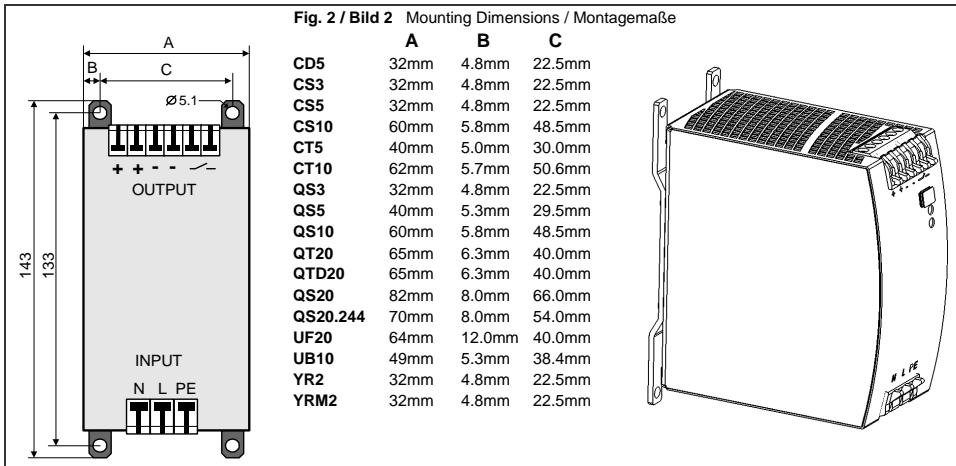 Fig. 2 / Bild 2 Mounting Dimensions / Montagemaße
A B C
CD5 32mm 4.8mm 22.5mm
CS3 32mm 4.8mm 22.5mm
CS5 32mm 4.8mm 22.5mm
CS10 60mm 5.8mm 48.5mm
CT5 40mm 5.0mm 30.0mm
CT10 62mm 5.7mm 50.6mm
QS3 32mm 4.8mm 22.5mm
QS5 40mm 5.3mm 29.5mm
QS10 60mm 5.8mm 48.5mm
QT20 65mm 6.3mm 40.0mm
QTD20 65mm 6.3mm 40.0mm
QS20 82mm 8.0mm 66.0mm
QS20.244 70mm 8.0mm 54.0mm
UF20 64mm 12.0mm 40.0mm
UB10 49mm 5.3mm 38.4mm
YR2 32mm 4.8mm 22.5mm
YRM2 32mm 4.8mm 22.5mm
A
B C
Ø5.1
+ + - -
OUTPUT
143
133
INPUT
N L PE
+ + - -
N L PE